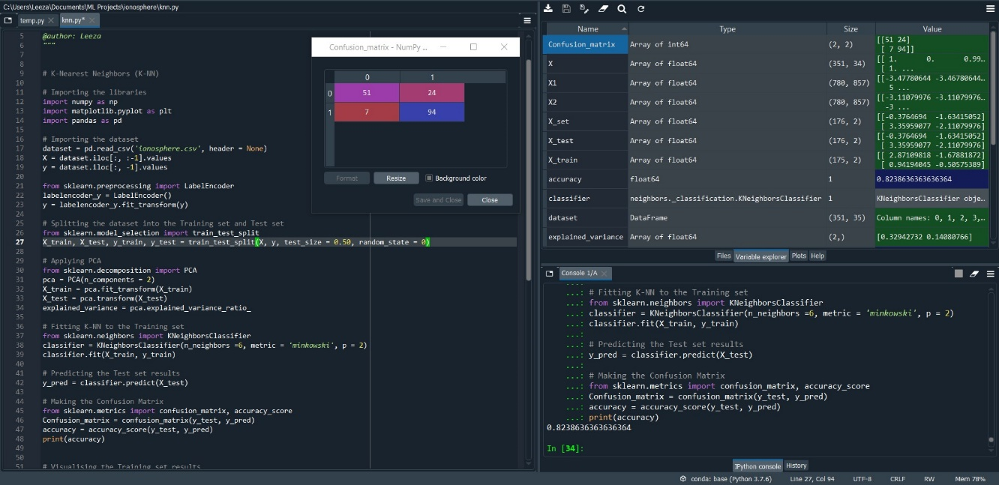 C:\Users\Leeza\Documents\ML Projects\ionosphere\knn.py
temp.py
knn.py*
5 @author: Leeza
6 """
7
8
9 # K-Nearest Neighbors (K-NN)
10
11 # Importing the libraries
12 import numpy as np
13 import matplotlib.pyplot as plt
14 import pandas as pd
15
16 # Importing the dataset
17 dataset = pd.read_csv('ionosphere.csv', header = None)
18 X = dataset.iloc[:, :-1].values
19 y = dataset.iloc[:, -1].values
20
21 from sklearn.preprocessing import LabelEncoder
22 labelencoder_y = LabelEncoder()
23 y = labelencoder_y.fit_transform(y)
24
25 # Splitting the dataset into the Training set and Test set
26 from sklearn.model_selection import train_test_split
27 X_train, X_test, y_train, y_test = train_test_split(X, y, test_size = 0.50, random_state = 0)
28
29 # Applying PCA
30 from sklearn.decomposition import PCA
31 pca = PCA(n_components = 2)
32 X_train = pca.fit_transform(X_train)
33 X_test = pca.transform(X_test)
34 explained_variance = pca.explained_variance_ratio_
35
36 # Fitting K-NN to the Training set
37 from sklearn.neighbors import KNeighborsClassifier
38 classifier = KNeighborsClassifier(n_neighbors =6, metric = 'minkowski', p = 2)
39 classifier.fit(X_train, y_train)
40
41 # Predicting the Test set results
42 y_pred = classifier.predict(X_test)
43
44 # Making the Confusion Matrix
45 from sklearn.metrics import confusion_matrix, accuracy_score
46 Confusion_matrix = confusion_matrix(y_test, y_pred)
47 accuracy = accuracy_score(y_test, y_pred)
48 print(accuracy)
49
50
51 # Visualising the Training set results
Confusion_matrix - NumPy ...
0 1
0 51 24
1 7 94
Format Resize Background color
Save and Close Close
Name Type Size Value
Confusion_matrix Array of int64 (2, 2) [[51 24]
[ 7 94]]
X Array of float64 (351, 34) [[ 1. 0. 0.99...
[ 1. ...
X1 Array of float64 (780, 857) [[-3.47780644 -3.46780644...
5 ...
X2 Array of float64 (780, 857) [[-3.11079976 -3.11079976...
-3 ...
X_set Array of float64 (176, 2) [[-0.3764694 -1.63415052]
[ 3.35959077 -2.11079976]
X_test Array of float64 (176, 2) [[-0.3764694 -1.63415052]
[ 3.35953077 -2.11079976]
X_train Array of float64 (175, 2) [[ 2.87109818 -1.67881872]
[ 0.94194045 -0.50575389]
accuracy float64 1 0.8238636363636364
classifier neighbors._classification.KNeighborsClassifier 1 KNeighborsClassifier obje...
dataset DataFrame (351, 35) Column names: 0, 1, 2, 3,...
explained_variance Array of float64 (2,) [0.32942732 0.14080766]
Files Variable explorer Plots Help
Console 1/A
...:
...: # Fitting K-NN to the Training set
...: from sklearn.neighbors import KNeighborsClassifier
...: classifier = KNeighborsClassifier(n_neighbors =6, metric = 'minkowski', p = 2)
...: classifier.fit(X_train, y_train)
...:
...: # Predicting the Test set results
...: y_pred = classifier.predict(X_test)
...:
...: # Making the Confusion Matrix
...: from sklearn.metrics import confusion_matrix, accuracy_score
...: Confusion_matrix = confusion_matrix(y_test, y_pred)
...: accuracy = accuracy_score(y_test, y_pred)
...: print(accuracy)
0.8238636363636364
In [34]:
IPython console History
conda: base (Python 3.7.6) Line 27, Col 94 UTF-8 CRLF RW Mem 78%